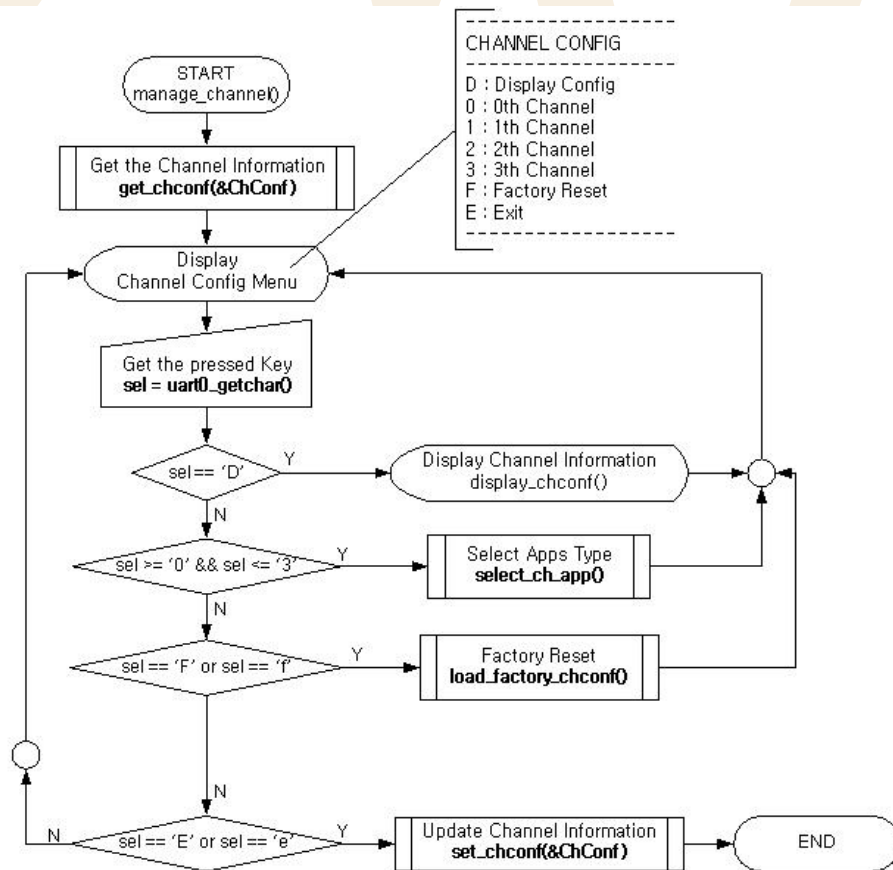 START
manage_channel()
Get the Channel Information
get_chconf(&ChConf)
Display
Channel Config Menu
--------------------
CHANNEL CONFIG
--------------------
D : Display Config
0 : 0th Channel
1 : 1th Channel
2 : 2th Channel
3 : 3th Channel
F : Factory Reset
E : Exit
--------------------
Get the pressed Key
sel = uart0_getchar()
sel == 'D'
Y
Display Channel Information
display_chconf()
N
sel >= '0' && sel <= '3'
Y
Select Apps Type
select_ch_app()
N
sel == 'F' or sel == 'f'
Y
Factory Reset
load_factory_chconf()
N
N
sel == 'E' or sel == 'e'
Y
Update Channel Information
set_chconf(&ChConf)
END